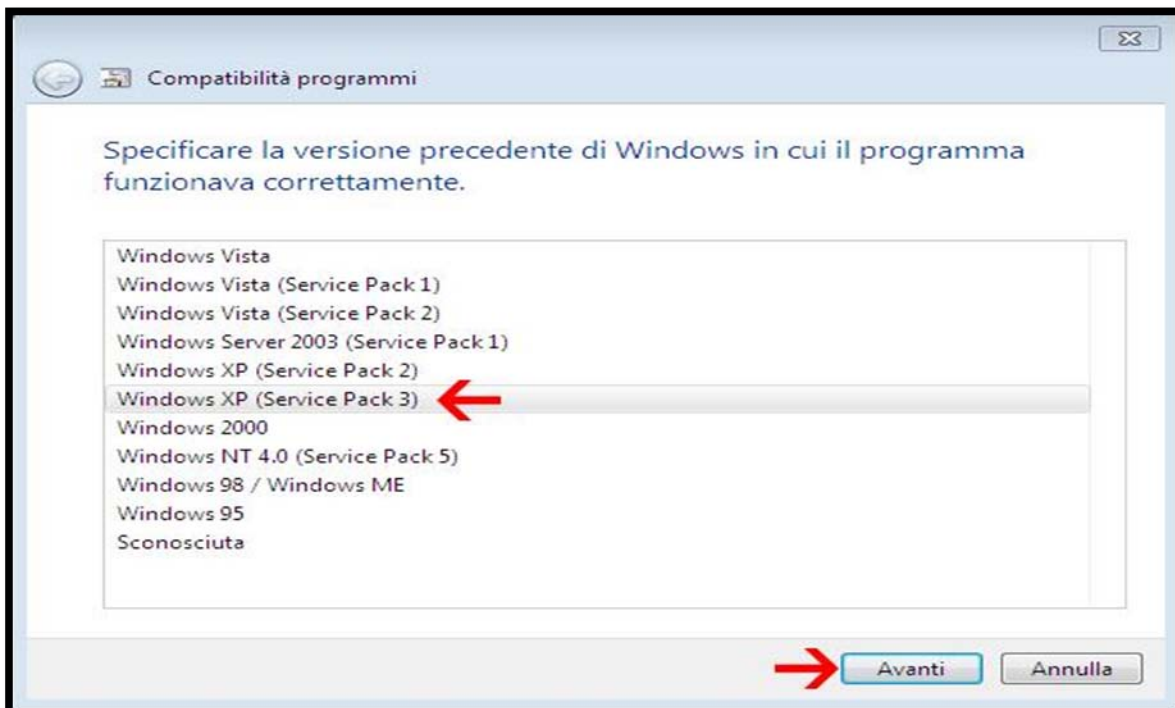 Compatibilità programmi
Specificare la versione precedente di Windows in cui il programma
funzionava correttamente.
Windows Vista
Windows Vista (Service Pack 1)
Windows Vista (Service Pack 2)
Windows Server 2003 (Service Pack 1)
Windows XP (Service Pack 2)
Windows XP (Service Pack 3)
Windows 2000
Windows NT 4.0 (Service Pack 5)
Windows 98 / Windows ME
Windows 95
Sconosciuta
Avanti
Annulla